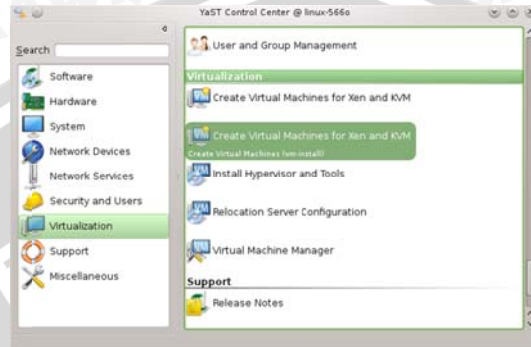 YaST Control Center @ linux-566o
Search
Software
Hardware
System
Network Devices
Network Services
Security and Users
Virtualization
Support
Miscellaneous
User and Group Management
Virtualization
Create Virtual Machines for Xen and KVM
Create Virtual Machines for Xen and KVM
Create Virtual Machines (vm-install)
Install Hypervisor and Tools
Relocation Server Configuration
Virtual Machine Manager
Support
Release Notes